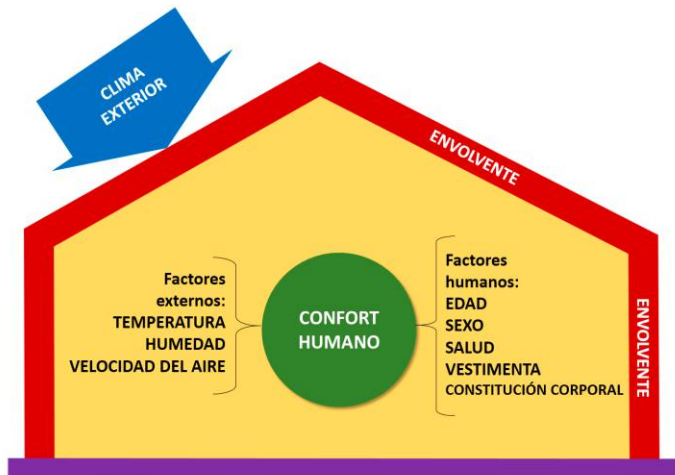 CLIMA
EXTERIOR
ENVOLVENTE
Factores
externos:
TEMPERATURA
HUMEDAD
VELOCIDAD DEL AIRE
CONFORT
HUMANO
Factores
humanos:
EDAD
SEXO
SALUD
VESTIMENTA
CONSTITUCIÓN CORPORAL
ENVOLVENTE